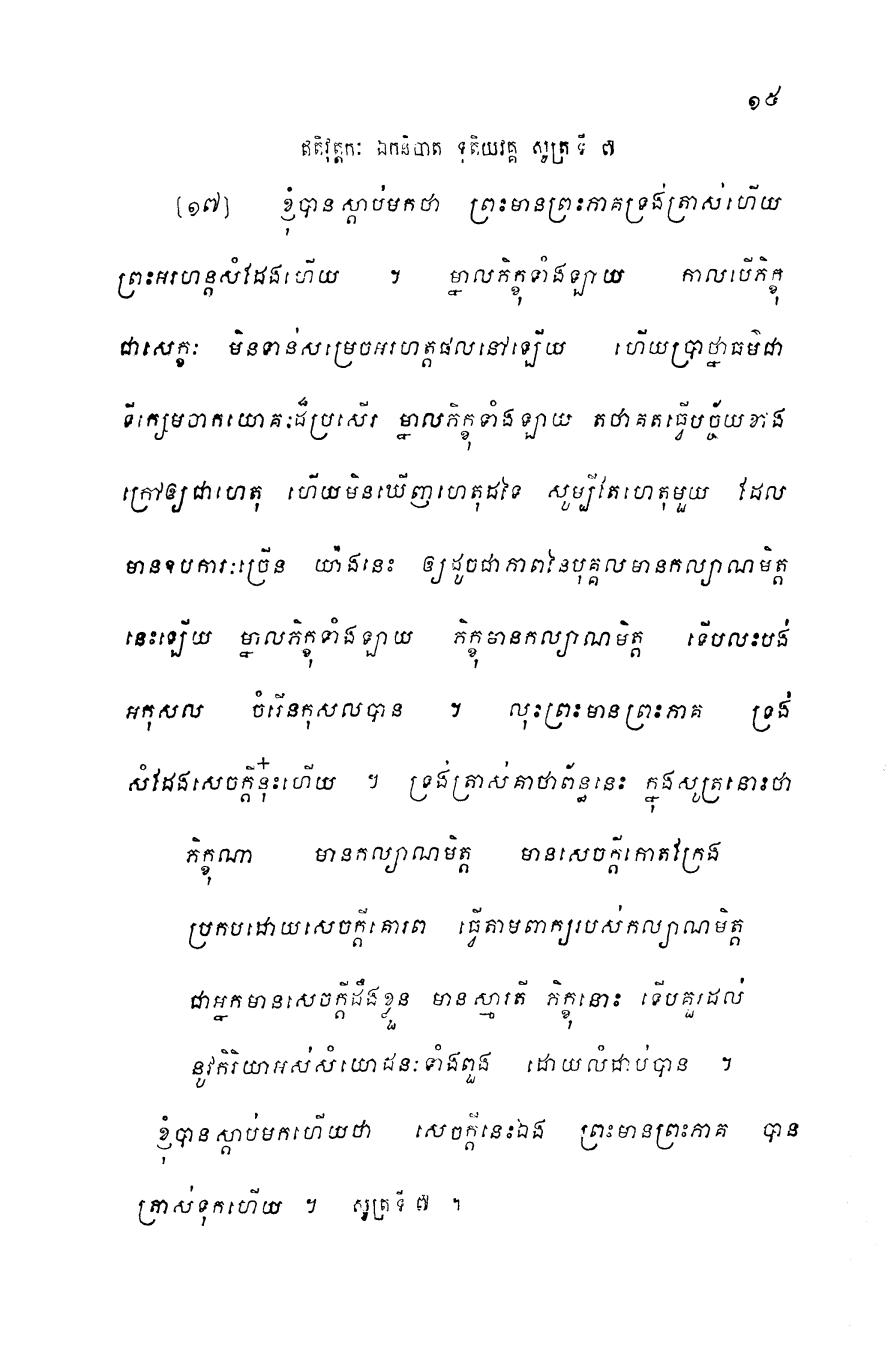 ១៥
ឥតិវុត្តកៈ ឯកនិបាត ទុតិយវគ្គ សូត្រទី ៧
[១៧] ខ្ញុំបានស្តាប់មកថា ព្រះមានព្រះភាគទ្រង់ត្រាស់ហើយ
ព្រះអរហន្តសំដែងហើយ ។ ម្នាលភិក្ខុទាំងឡាយ កាលបើភិក្ខុ
ជាសេក្ខៈ មិនទាន់សម្រេចអរហត្តផលនៅឡើយ ហើយប្រាថ្នាធម៌ជា
ទីក្សេមចាកយោគៈដ៏ប្រសើរ ម្នាលភិក្ខុទាំងឡាយ តថាគតធ្វើបច្ច័យខាង
ក្រៅឲ្យជាហេតុ ហើយមិនឃើញហេតុដទៃ សូម្បីតែហេតុមួយ ដែល
មានឧបការៈច្រើន យ៉ាងនេះ ឲ្យដូចជាភាពនៃបុគ្គលមានកល្យាណមិត្ត
នេះឡើយ ម្នាលភិក្ខុទាំងឡាយ ភិក្ខុមានកល្យាណមិត្ត ទើបលះបង់
អកុសល ចំរើនកុសលបាន ។ លុះព្រះមានព្រះភាគ ទ្រង់
សំដែងសេចក្តីនុ៎ះហើយ ។ ទ្រង់ត្រាស់គាថាព័ន្ធនេះ ក្នុងសូត្រនោះថា
ភិក្ខុណា មានកល្យាណមិត្ត មានសេចក្តីកោតក្រែង
ប្រកបដោយសេចក្តីគោរព ធ្វើតាមពាក្យរបស់កល្យាណមិត្ត
ជាអ្នកមានសេចក្តីដឹងខ្លួន មានស្មារតី ភិក្ខុនោះ ទើបគួរដល់
នូវកិរិយាអស់សំយោជនៈទាំងពួង ដោយលំដាប់បាន ។
ខ្ញុំបានស្តាប់មកហើយថា សេចក្តីនេះឯង ព្រះមានព្រះភាគ បាន
ត្រាស់ទុកហើយ ។ សូត្រទី ៧ ។